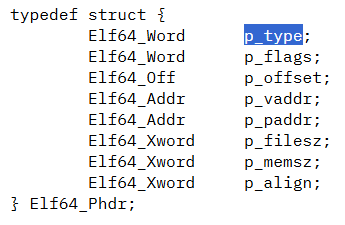 typedef struct {
        Elf64_Word      p_type;
        Elf64_Word      p_flags;
        Elf64_Off       p_offset;
        Elf64_Addr      p_vaddr;
        Elf64_Addr      p_paddr;
        Elf64_Xword     p_filesz;
        Elf64_Xword     p_memsz;
        Elf64_Xword     p_align;
} Elf64_Phdr;